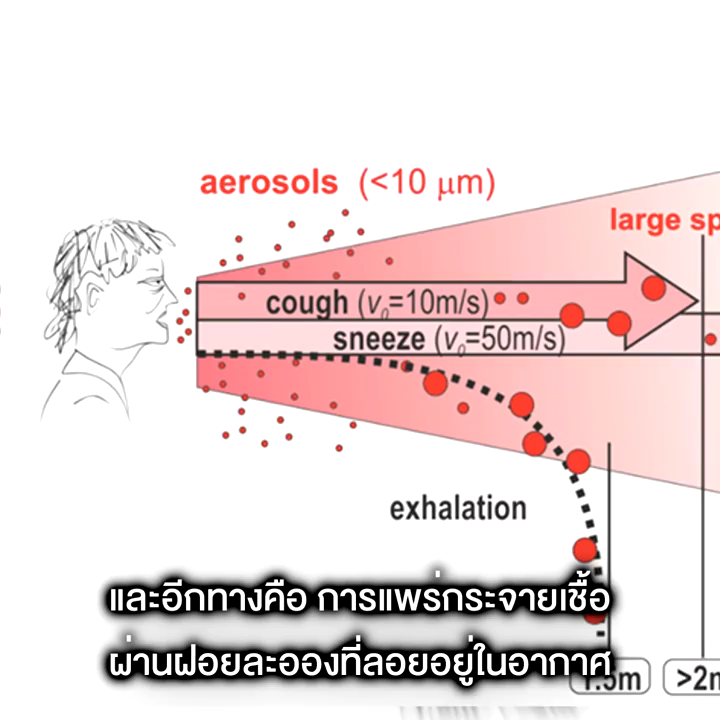 aerosols (<10 μm)
large sp
cough (v₀=10m/s)
sneeze (v₀=50m/s)
exhalation
และอีกทางคือ การแพร่กระจายเชื้อ
ผ่านฝอยละอองที่ลอยอยู่ในอากาศ
1.5m
>2m